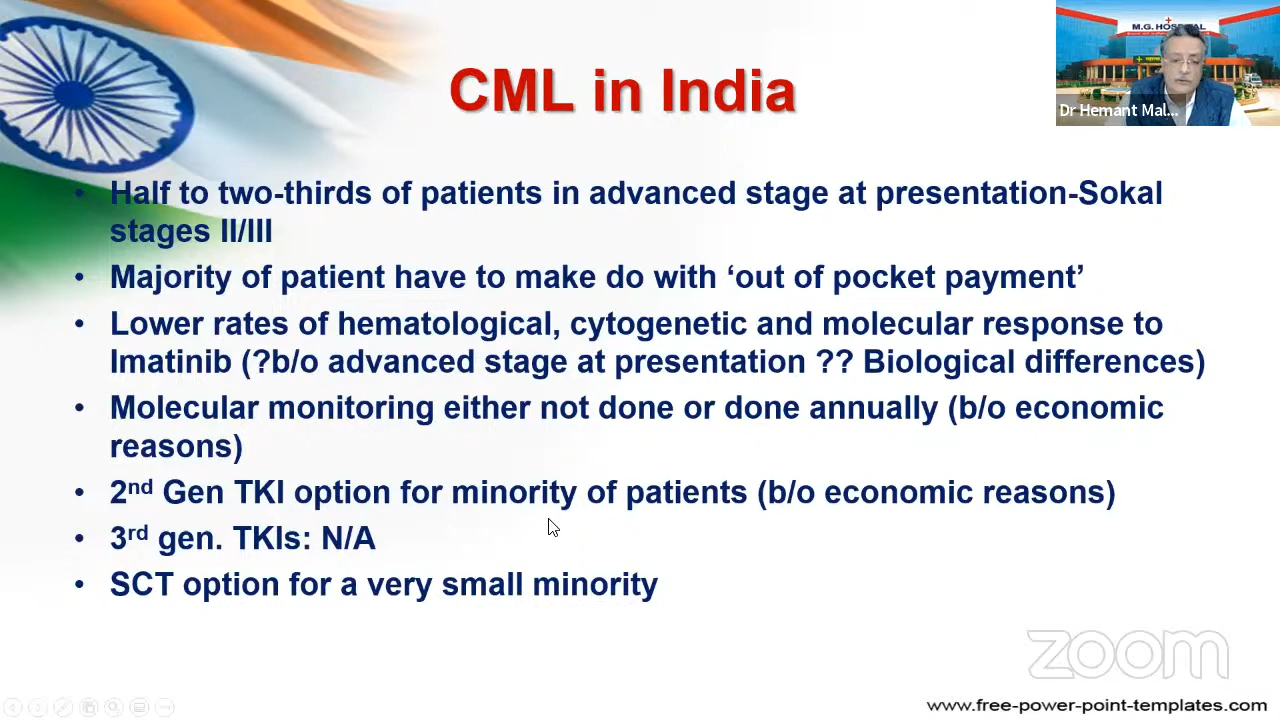 CML in India
M.G. HOSPITAL
Dr Hemant Mal...
• Half to two-thirds of patients in advanced stage at presentation-Sokal
stages II/III
• Majority of patient have to make do with ‘out of pocket payment’
• Lower rates of hematological, cytogenetic and molecular response to
Imatinib (?b/o advanced stage at presentation ?? Biological differences)
• Molecular monitoring either not done or done annually (b/o economic
reasons)
• 2nd Gen TKI option for minority of patients (b/o economic reasons)
• 3rd gen. TKIs: N/A
• SCT option for a very small minority
zoom
www.free-power-point-templates.com